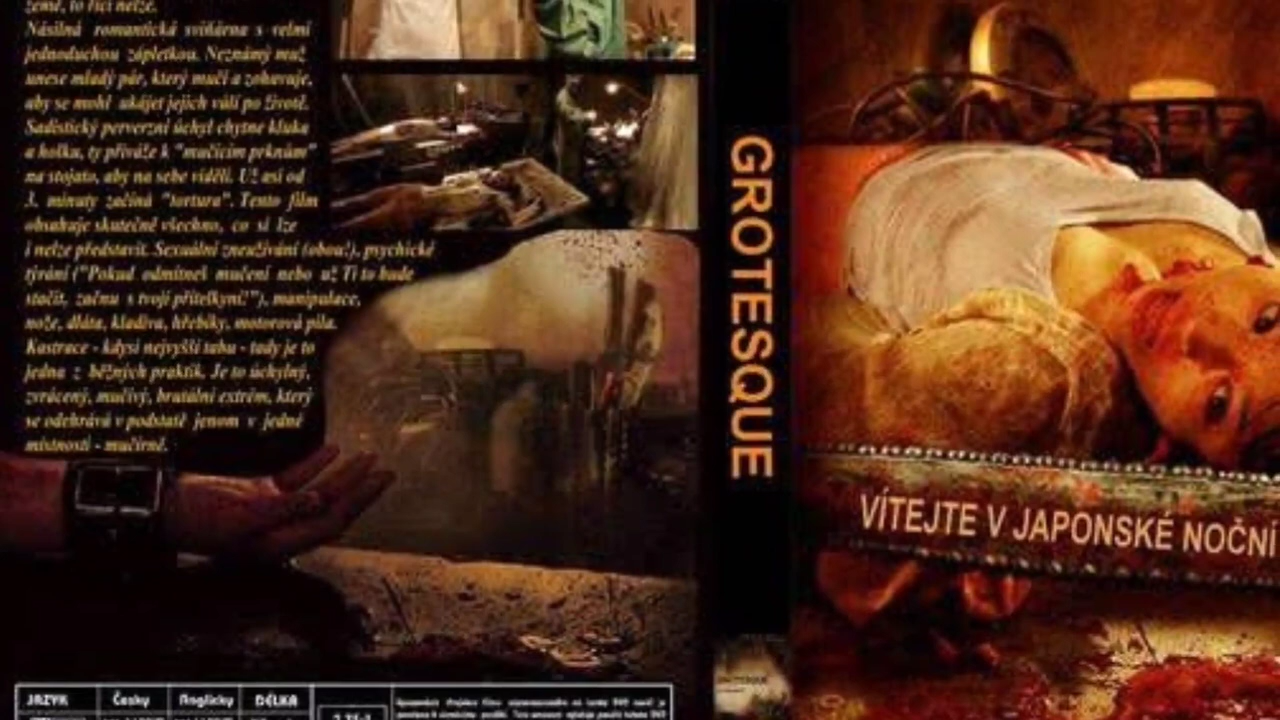 země, to říci nelze.
Násilná romantická sviňárna s velmi
jednoduchou zápletkou. Neznámý muž
unese mladý pár, který mučí a zohavuje,
aby se mohl ukájet jejich vůlí po životě.
Sadistický perverzní úchyl chytne kluka
a holku, ty přiváže k "mučícím prknům"
na stojato, aby na sebe viděli. Už asi od
3. minuty začíná "tortura". Tento film
obsahuje skutečně všechno, co si lze
i nelze představit. Sexuální zneužívání (obou!), psychické
týrání ("Pokud odmítneš mučení nebo už Ti to bude
stačit, začnu s tvojí přítelkyní!"), manipulace,
nože, dláta, kladiva, hřebíky, motorová pila.
Kastrace - kdysi nejvyšší tabu - tady je to
jedna z běžných praktik. Je to úchylný,
zvrácený, mučivý, brutální extrém, který
se odehrává v podstatě jenom v jedné
místnosti - mučírně.
JAZYK Česky Anglicky DÉLKA
GROTESQUE
VÍTEJTE V JAPONSKÉ NOČNÍ